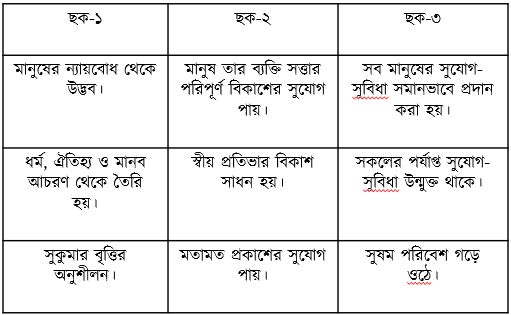 ছক-১ ছক-২ ছক-৩
মানুষের ন্যায়বোধ থেকে
উদ্ভব।
মানুষ তার ব্যক্তি সত্তার
পরিপূর্ণ বিকাশের সুযোগ
পায়।
সব মানুষের সুযোগ-
সুবিধা সমানভাবে প্রদান
করা হয়।
ধর্ম, ঐতিহ্য ও মানব
আচরণ থেকে তৈরি
হয়।
স্বীয় প্রতিভার বিকাশ
সাধন হয়।
সকলের পর্যাপ্ত সুযোগ-
সুবিধা উন্মুক্ত থাকে।
সুকুমার বৃত্তির
অনুশীলন।
মতামত প্রকাশের সুযোগ
পায়।
সুষম পরিবেশ গড়ে
ওঠে।